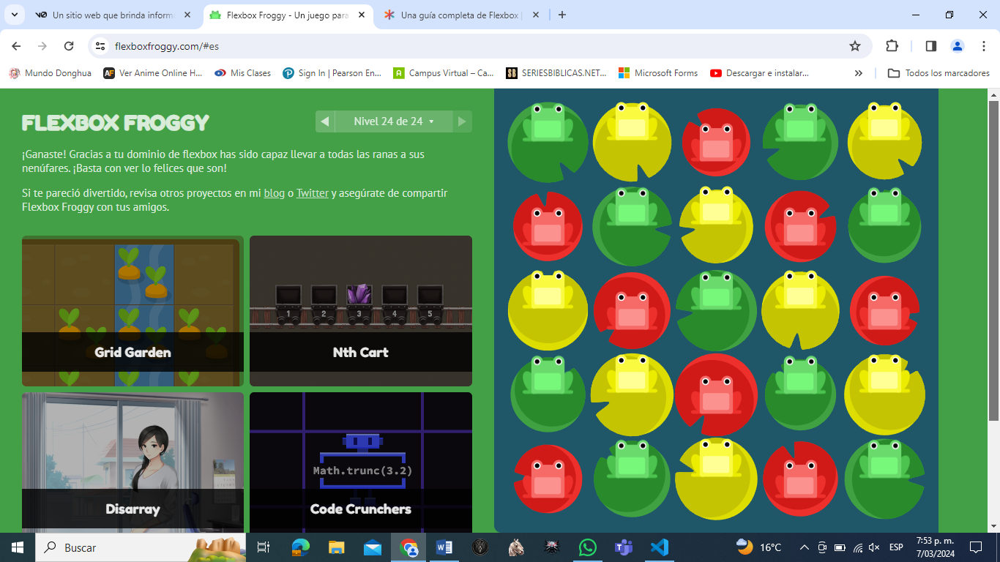 Un sitio web que brinda inform
Flexbox Froggy - Un juego para
Una guía completa de Flexbox |
flexboxfroggy.com/#es
Mundo Donghua
AF
Ver Anime Online H...
Mis Clases
Sign In | Pearson En...
Campus Virtual – Ca...
SERIESBIBLICAS.NET...
Microsoft Forms
Descargar e instalar...
»
Todos los marcadores
FLEXBOX FROGGY
Nivel 24 de 24
¡Ganaste! Gracias a tu dominio de flexbox has sido capaz llevar a todas las ranas a sus
nenúfares. ¡Basta con ver lo felices que son!
Si te pareció divertido, revisa otros proyectos en mi blog o Twitter y asegúrate de compartir
Flexbox Froggy con tus amigos.
1 2 3 4 5
Grid Garden
Nth Cart
Math.trunc(3.2)
Disarray
Code Crunchers
Buscar
16°C
ESP
7:53 p. m.
7/03/2024